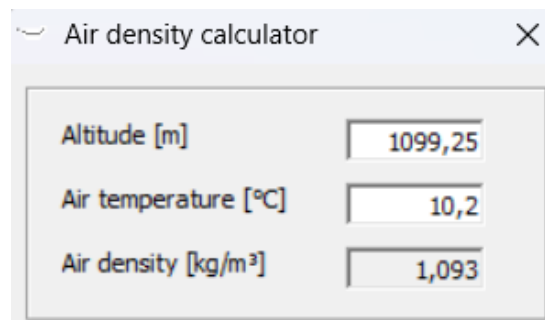 Air density calculator
Altitude [m] 1099,25
Air temperature [°C] 10,2
Air density [kg/m³] 1,093